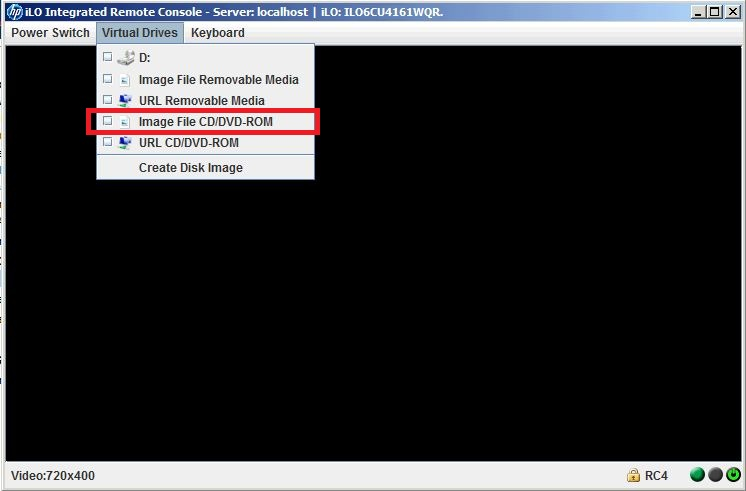 hp iLO Integrated Remote Console - Server: localhost | iLO: ILO6CU4161WQR.
Power Switch Virtual Drives Keyboard
D:
Image File Removable Media
URL Removable Media
Image File CD/DVD-ROM
URL CD/DVD-ROM
Create Disk Image
Video:720x400 RC4